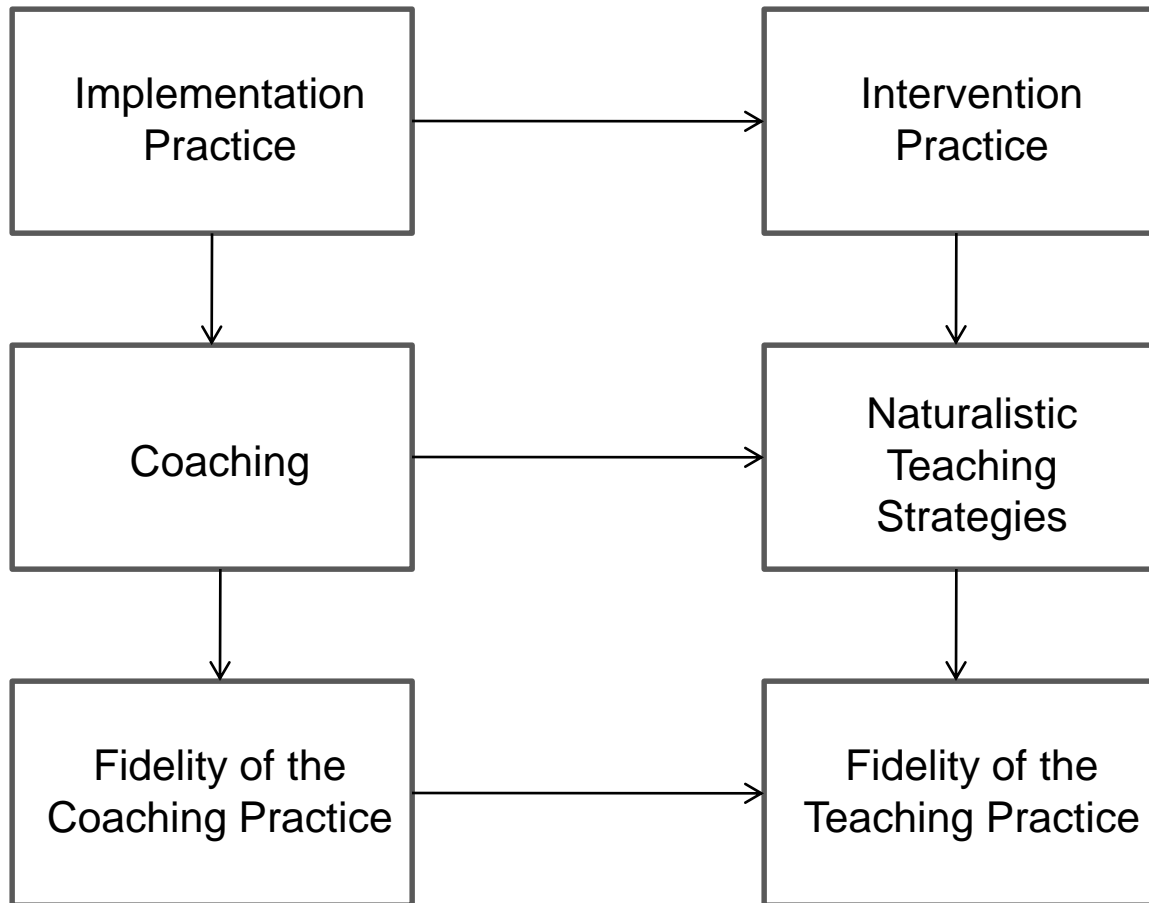 Implementation
Practice
Intervention
Practice
Coaching
Naturalistic
Teaching
Strategies
Fidelity of the
Coaching Practice
Fidelity of the
Teaching Practice